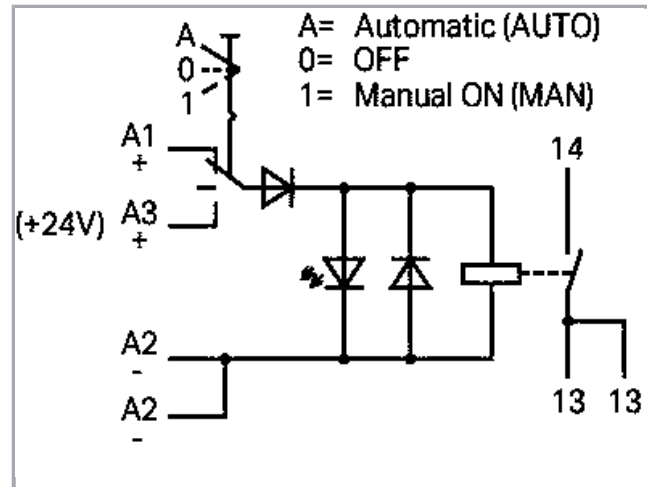 A= Automatic (AUTO)
0= OFF
1= Manual ON (MAN)
A
0
1
A1
+
(+24V) A3
+
A2
-
A2
-
14
13 13